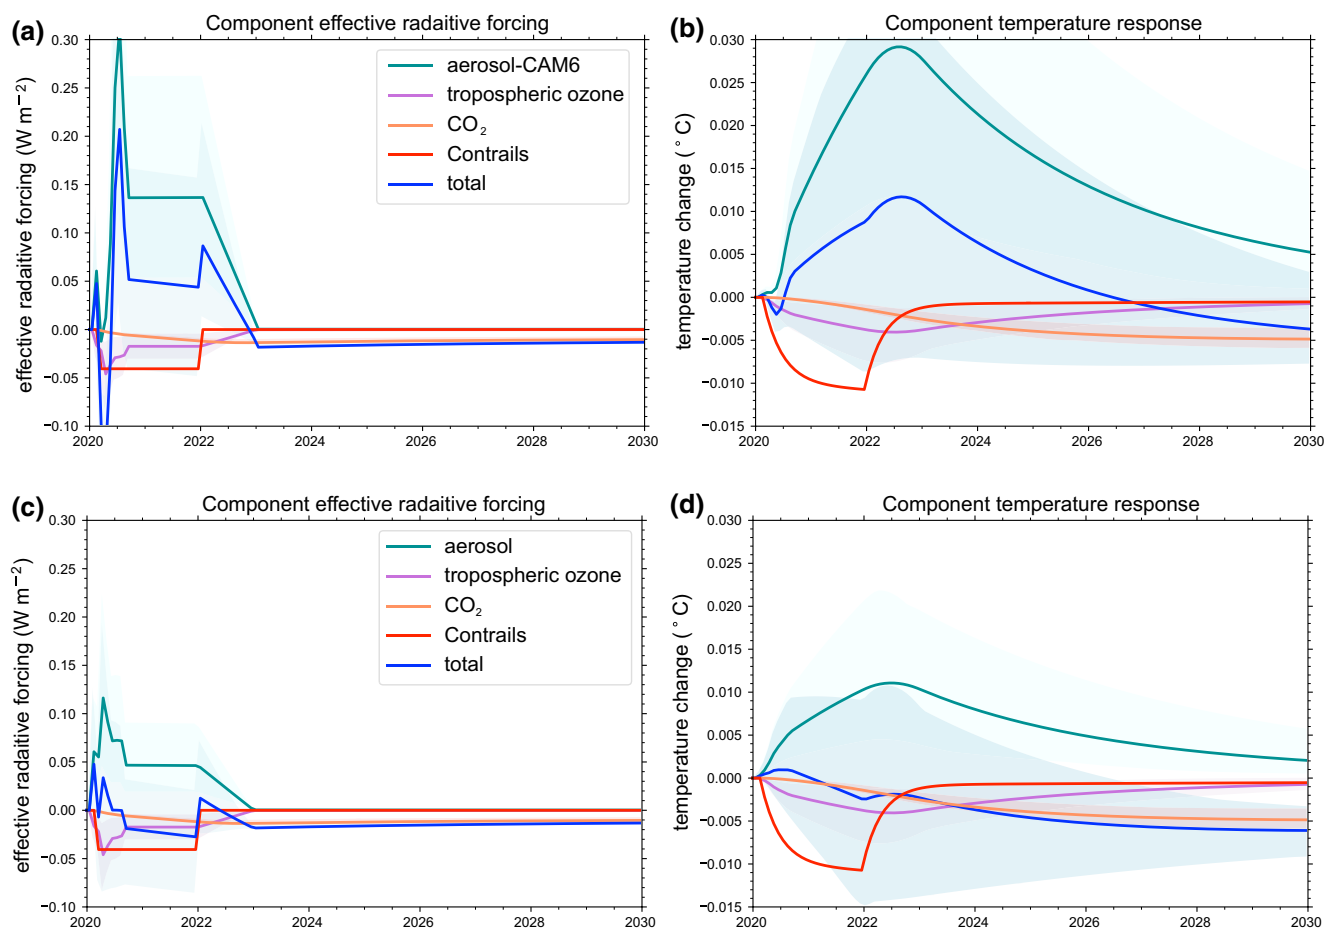 (a)
Component effective radaitive forcing
effective radaitive forcing (W m−2)
0.30
0.25
0.20
0.15
0.10
0.05
0.00
−0.05
−0.10
2020
2022
2024
2026
2028
2030
aerosol-CAM6
tropospheric ozone
CO2
Contrails
total
(b)
Component temperature response
temperature change ( ° C)
0.030
0.025
0.020
0.015
0.010
0.005
0.000
−0.005
−0.010
−0.015
2020
2022
2024
2026
2028
2030
(c)
Component effective radaitive forcing
effective radaitive forcing (W m−2)
0.30
0.25
0.20
0.15
0.10
0.05
0.00
−0.05
−0.10
2020
2022
2024
2026
2028
2030
aerosol
tropospheric ozone
CO2
Contrails
total
(d)
Component temperature response
temperature change ( ° C)
0.030
0.025
0.020
0.015
0.010
0.005
0.000
−0.005
−0.010
−0.015
2020
2022
2024
2026
2028
2030